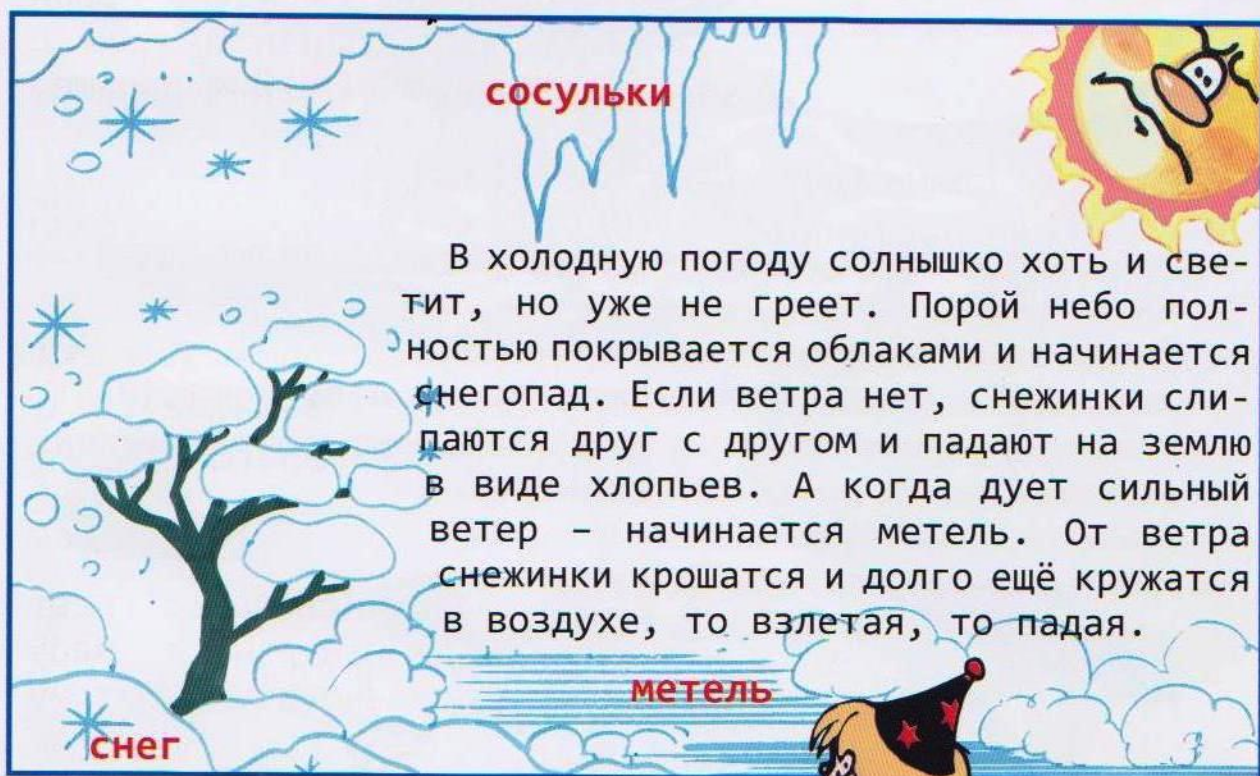 сосульки
В холодную погоду солнышко хоть и све-
тит, но уже не греет. Порой небо пол-
ностью покрывается облаками и начинается
снегопад. Если ветра нет, снежинки сли-
паются друг с другом и падают на землю
в виде хлопьев. А когда дует сильный
ветер – начинается метель. От ветра
снежинки крошатся и долго ещё кружатся
в воздухе, то взлетая, то падая.
метель
снег